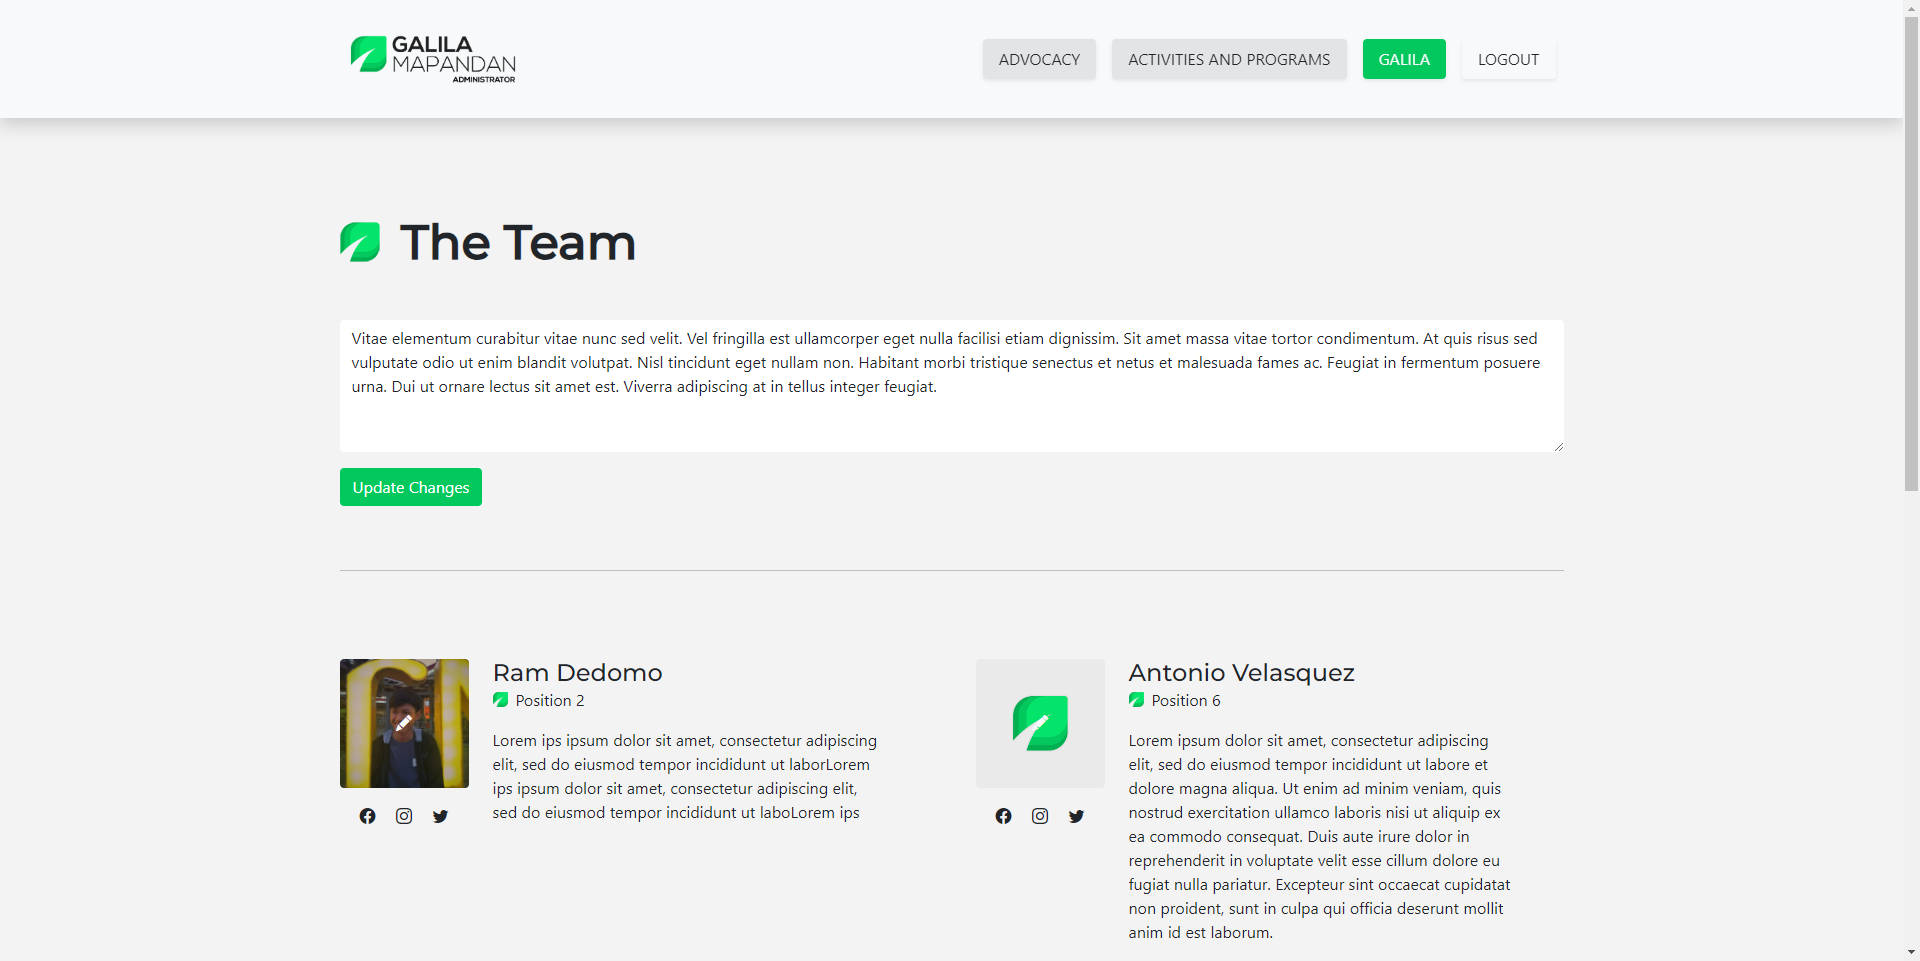 GALILA
MAPANDAN
ADMINISTRATOR
ADVOCACY
ACTIVITIES AND PROGRAMS
GALILA
LOGOUT
The Team
Vitae elementum curabitur vitae nunc sed velit. Vel fringilla est ullamcorper eget nulla facilisi etiam dignissim. Sit amet massa vitae tortor condimentum. At quis risus sed
vulputate odio ut enim blandit volutpat. Nisl tincidunt eget nullam non. Habitant morbi tristique senectus et netus et malesuada fames ac. Feugiat in fermentum posuere
urna. Dui ut ornare lectus sit amet est. Viverra adipiscing at in tellus integer feugiat.
Update Changes
Ram Dedomo
Position 2
Lorem ips ipsum dolor sit amet, consectetur adipiscing
elit, sed do eiusmod tempor incididunt ut laborLorem
ips ipsum dolor sit amet, consectetur adipiscing elit,
sed do eiusmod tempor incididunt ut laboLorem ips
Antonio Velasquez
Position 6
Lorem ipsum dolor sit amet, consectetur adipiscing
elit, sed do eiusmod tempor incididunt ut labore et
dolore magna aliqua. Ut enim ad minim veniam, quis
nostrud exercitation ullamco laboris nisi ut aliquip ex
ea commodo consequat. Duis aute irure dolor in
reprehenderit in voluptate velit esse cillum dolore eu
fugiat nulla pariatur. Excepteur sint occaecat cupidatat
non proident, sunt in culpa qui officia deserunt mollit
anim id est laborum.